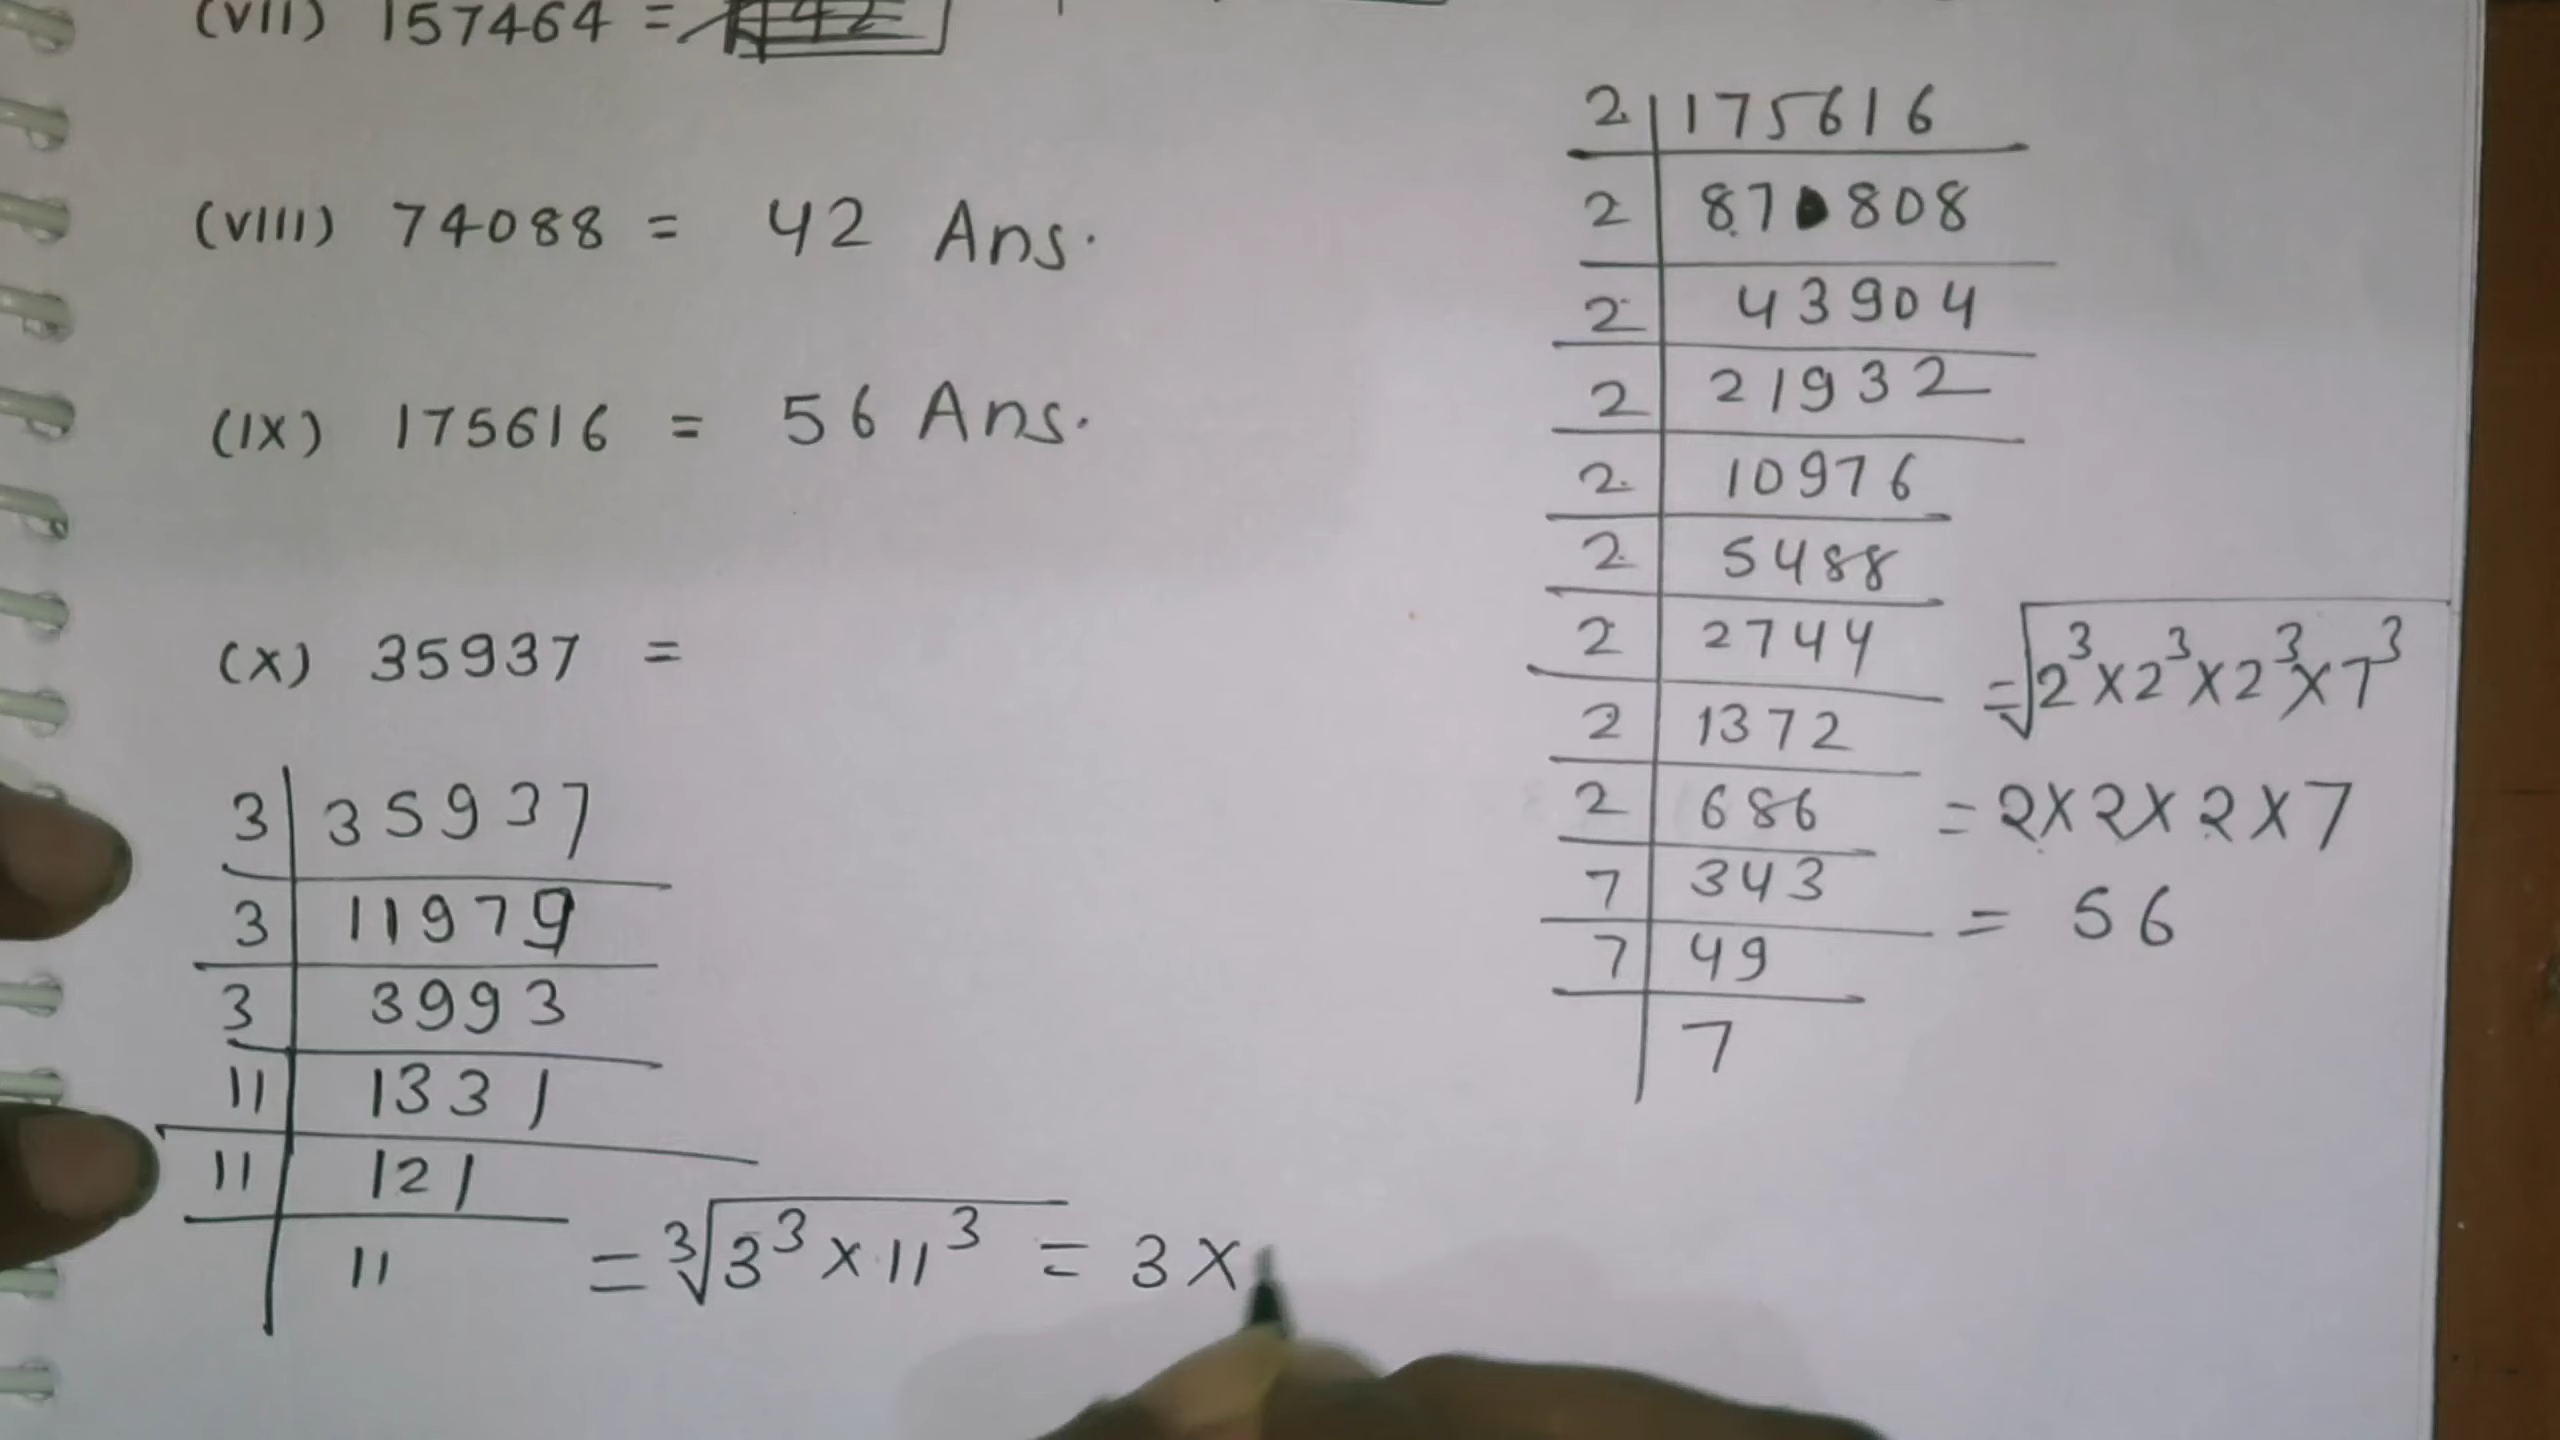 (VII) 157464 =
(VIII) 74088 = 42 Ans.
(IX) 175616 = 56 Ans.
(X) 35937 =
3 | 35937
3 | 11979
3 | 3993
11 | 1331
11 | 121
11 = ∛3³ × 11³ = 3 ×
2 | 175616
2 | 87808
2 | 43904
2 | 21932
2 | 10976
2 | 5488
2 | 2744
2 | 1372
2 | 686
7 | 343
7 | 49
7
= √2³×2³×2³×7³
= 2×2×2×7
= 56